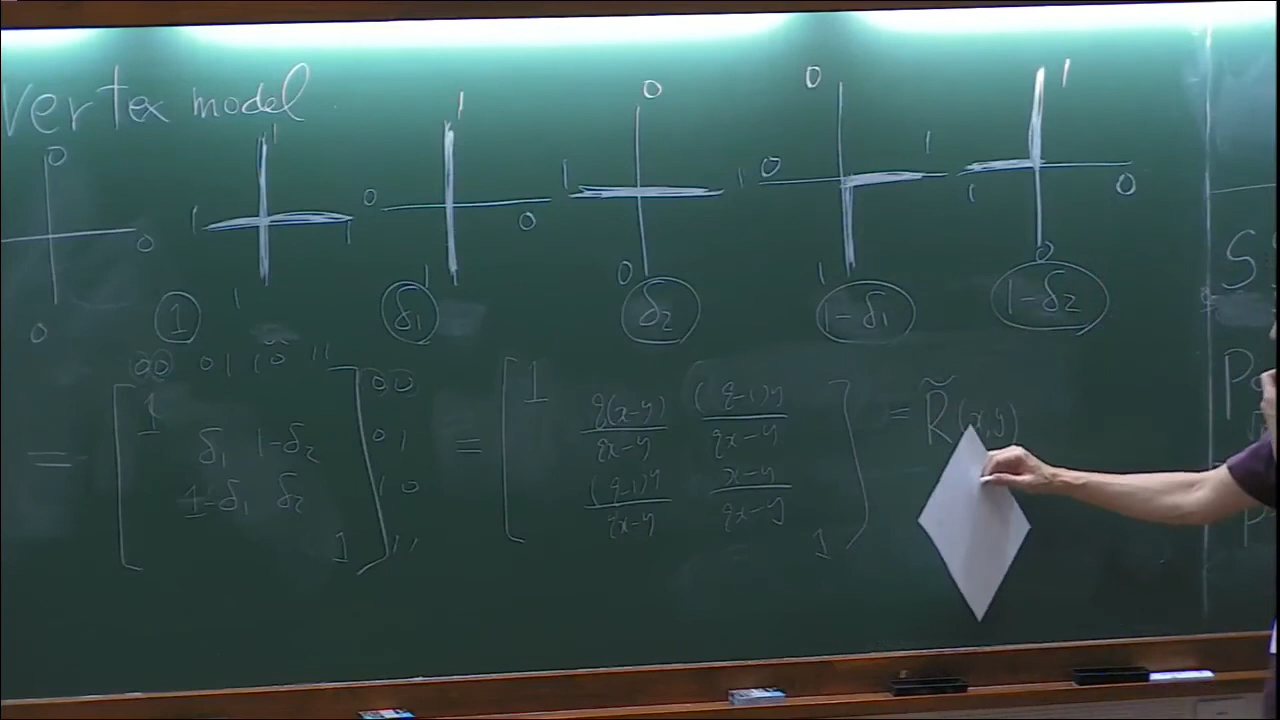 vertex model
0 0 0
1 1 1 1
1 0 0 1
0 1 1 0
0 0 1 1
1 1 0 0
1 δ₁ δ₂ 1-δ₁ 1-δ₂
00 01 10 11
= [ 1 ] 00 = [ 1 ] = R̃(x,y)
δ₁ 1-δ₂ 01 q(x-y)/qx-y (q-1)y/qx-y
1-δ₁ δ₂ 10 (q-1)y/qx-y x-y/qx-y
1 11 1
S
P
P